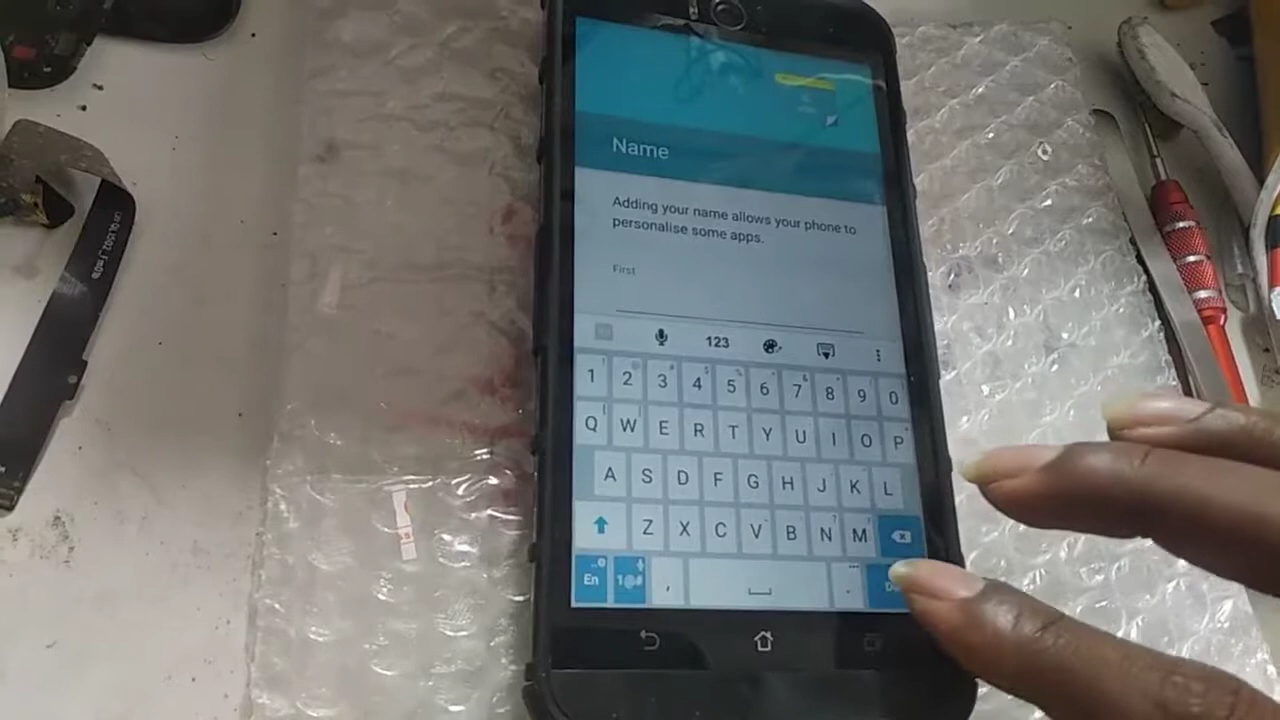 Name
Adding your name allows your phone to
personalise some apps.
First
123
1 2 3 4 5 6 7 8 9 0
Q W E R T Y U I O P
A S D F G H J K L
Z X C V B N M
En 1@# , .